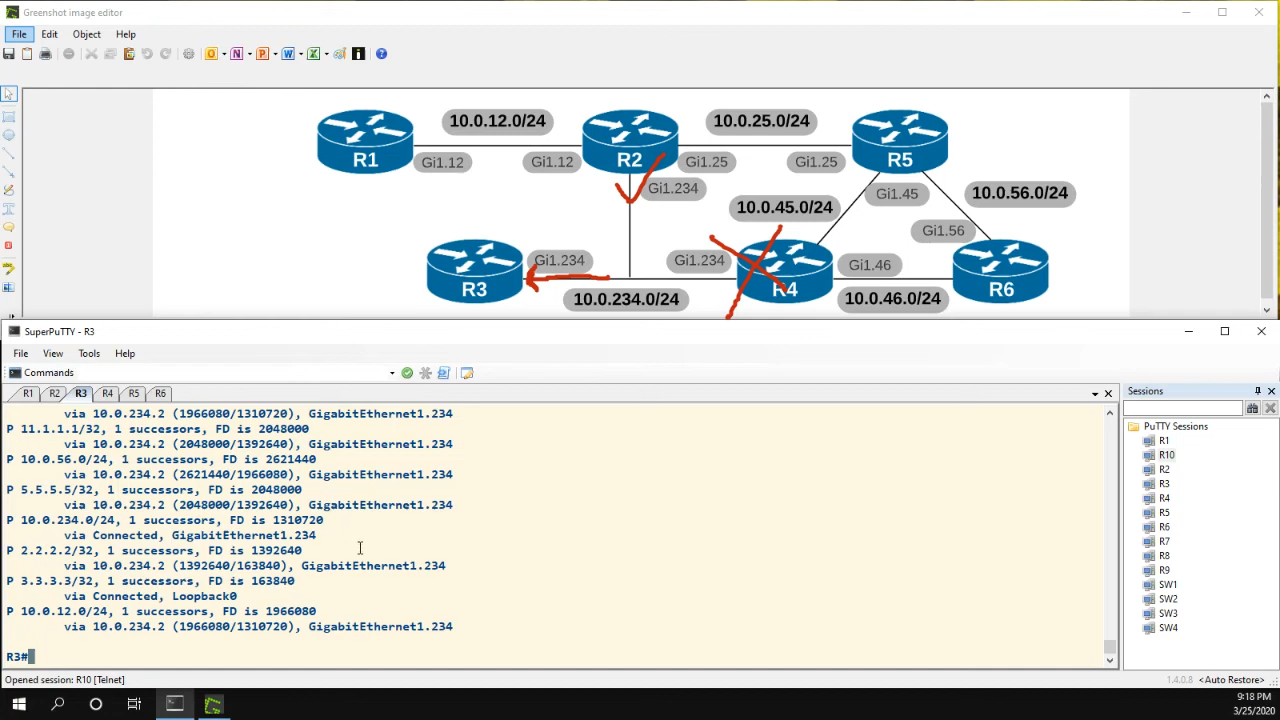 Greenshot image editor
File Edit Object Help
10.0.12.0/24
10.0.25.0/24
R1
R2
R5
Gi1.12
Gi1.12
Gi1.25
Gi1.25
Gi1.234
Gi1.45
10.0.56.0/24
10.0.45.0/24
Gi1.56
Gi1.234
Gi1.234
Gi1.46
R3
R4
R6
10.0.234.0/24
10.0.46.0/24
SuperPuTTY - R3
File View Tools Help
Commands
R1 R2 R3 R4 R5 R6
via 10.0.234.2 (1966080/1310720), GigabitEthernet1.234
P 11.1.1.1/32, 1 successors, FD is 2048000
via 10.0.234.2 (2048000/1392640), GigabitEthernet1.234
P 10.0.56.0/24, 1 successors, FD is 2621440
via 10.0.234.2 (2621440/1966080), GigabitEthernet1.234
P 5.5.5.5/32, 1 successors, FD is 2048000
via 10.0.234.2 (2048000/1392640), GigabitEthernet1.234
P 10.0.234.0/24, 1 successors, FD is 1310720
via Connected, GigabitEthernet1.234
P 2.2.2.2/32, 1 successors, FD is 1392640
via 10.0.234.2 (1392640/163840), GigabitEthernet1.234
P 3.3.3.3/32, 1 successors, FD is 163840
via Connected, Loopback0
P 10.0.12.0/24, 1 successors, FD is 1966080
via 10.0.234.2 (1966080/1310720), GigabitEthernet1.234
R3#
Sessions
PuTTY Sessions
R1
R10
R2
R3
R4
R5
R6
R7
R8
R9
SW1
SW2
SW3
SW4
Opened session: R10 [Telnet]
1.4.0.8 <Auto Restore>
9:18 PM
3/25/2020